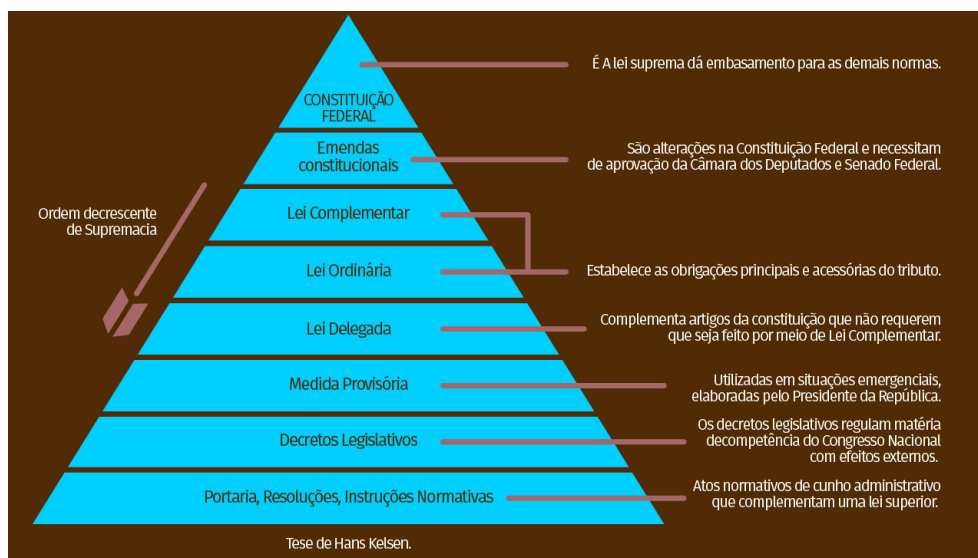 É A lei suprema dá embasamento para as demais normas.
CONSTITUIÇÃO
FEDERAL
Emendas
constitucionais
São alterações na Constituição Federal e necessitam
de aprovação da Câmara dos Deputados e Senado Federal.
Ordem decrescente
de Supremacia
Lei Complementar
Lei Ordinária
Estabelece as obrigações principais e acessórias do tributo.
Lei Delegada
Complementa artigos da constituição que não requerem
que seja feito por meio de Lei Complementar.
Medida Provisória
Utilizadas em situações emergenciais,
elaboradas pelo Presidente da República.
Decretos Legislativos
Os decretos legislativos regulam matéria
decompetência do Congresso Nacional
com efeitos externos.
Portaria, Resoluções, Instruções Normativas
Atos normativos de cunho administrativo
que complementam uma lei superior.
Tese de Hans Kelsen.